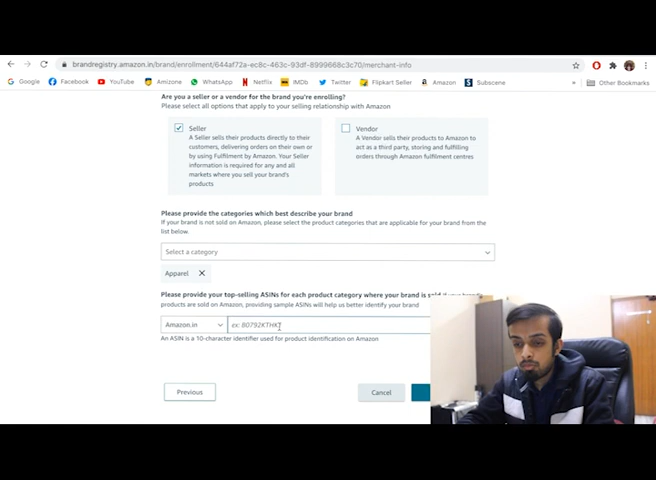 brandregistry.amazon.in/brand/enrollment/644af72a-ec8c-463c-93df-8999668c3c70/merchant-info
Google Facebook YouTube Amizone WhatsApp Netflix IMDb Twitter Flipkart Seller Amazon Subscene » Other Bookmarks
Are you a seller or a vendor for the brand you're enrolling?
Please select all options that apply to your selling relationship with Amazon
Seller
A Seller sells their products directly to their
customers, delivering orders on their own or
by using Fulfilment by Amazon. Your Seller
information is required for any and all
markets where you sell your brand's
products
Vendor
A Vendor sells their products to Amazon to
act as a third party, storing and fulfilling
orders through Amazon fulfilment centres
Please provide the categories which best describe your brand
If your brand is not sold on Amazon, please select the product categories that are applicable for your brand from the
list below.
Select a category
Apparel
Please provide your top-selling ASINs for each product category where your brand is sold
products are sold on Amazon, providing sample ASINs will help us better identify your brand
Amazon.in ex: B0792KTHKT
An ASIN is a 10-character identifier used for product identification on Amazon
Previous Cancel